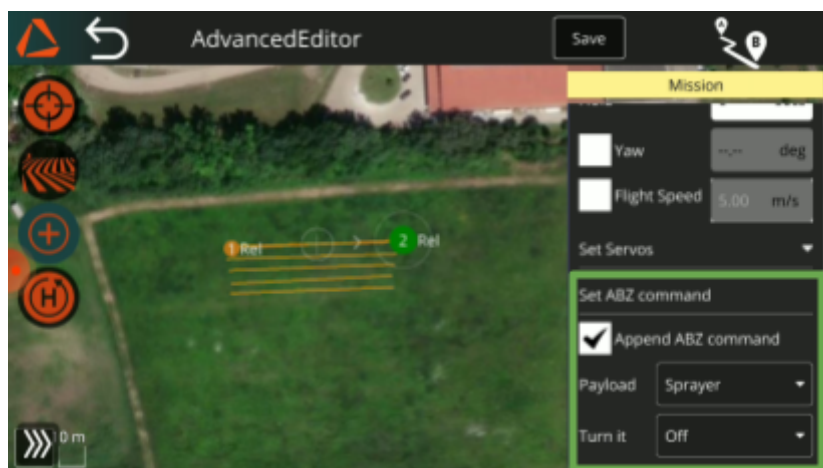 AdvancedEditor
Save
A
B
Mission
Yaw
--.-- deg
Flight Speed
5.00 m/s
Set Servos
1 Rel
2 Rel
H
Set ABZ command
Append ABZ command
Payload Sprayer
Turn it Off
0 m